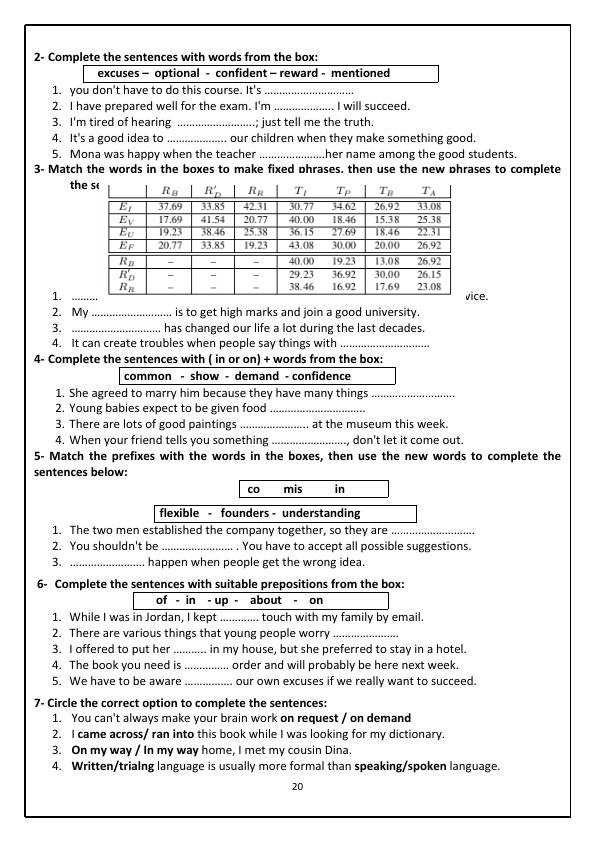 2- Complete the sentences with words from the box:
excuses – optional - confident – reward - mentioned
1. you don't have to do this course. It's …………………………
2. I have prepared well for the exam. I'm ……………….. I will succeed.
3. I'm tired of hearing ……………………..; just tell me the truth.
4. It's a good idea to ……………….. our children when they make something good.
5. Mona was happy when the teacher ………………….her name among the good students.
3- Match the words in the boxes to make fixed phrases. then use the new phrases to complete
the
R_B R'_D R_R T_I T_P T_B T_A
E_I 37.69 33.85 42.31 30.77 34.62 26.92 33.08
E_V 17.69 41.54 20.77 40.00 18.46 15.38 25.38
E_U 19.23 38.46 25.38 36.15 27.69 18.46 22.31
E_F 20.77 33.85 19.23 43.08 30.00 20.00 26.92
R_B – – – 40.00 19.23 13.08 26.92
R'_D – – – 29.23 36.92 30.00 26.15
R_R – – – 38.46 16.92 17.69 23.08
1. ……… vice.
2. My ……………………… is to get high marks and join a good university.
3. ………………………… has changed our life a lot during the last decades.
4. It can create troubles when people say things with …………………………
4- Complete the sentences with ( in or on) + words from the box:
common - show - demand - confidence
1. She agreed to marry him because they have many things ……………………….
2. Young babies expect to be given food …………………………..
3. There are lots of good paintings ………………….. at the museum this week.
4. When your friend tells you something ……………………, don't let it come out.
5- Match the prefixes with the words in the boxes, then use the new words to complete the
sentences below:
co mis in
flexible - founders - understanding
1. The two men established the company together, so they are ……………………….
2. You shouldn't be …………………… . You have to accept all possible suggestions.
3. ……………………. happen when people get the wrong idea.
6- Complete the sentences with suitable prepositions from the box:
of - in - up - about - on
1. While I was in Jordan, I kept …………. touch with my family by email.
2. There are various things that young people worry ………………….
3. I offered to put her ……….. in my house, but she preferred to stay in a hotel.
4. The book you need is …………… order and will probably be here next week.
5. We have to be aware ……………. our own excuses if we really want to succeed.
7- Circle the correct option to complete the sentences:
1. You can't always make your brain work on request / on demand
2. I came across/ ran into this book while I was looking for my dictionary.
3. On my way / In my way home, I met my cousin Dina.
4. Written/trialng language is usually more formal than speaking/spoken language.
20